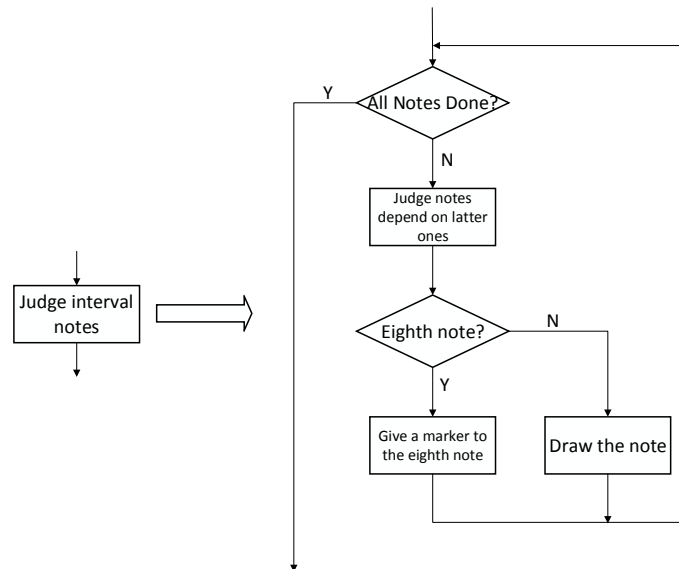 Y
All Notes Done?
N
Judge notes
depend on latter
ones
Judge interval
notes
Eighth note?
N
Y
Give a marker to
the eighth note
Draw the note